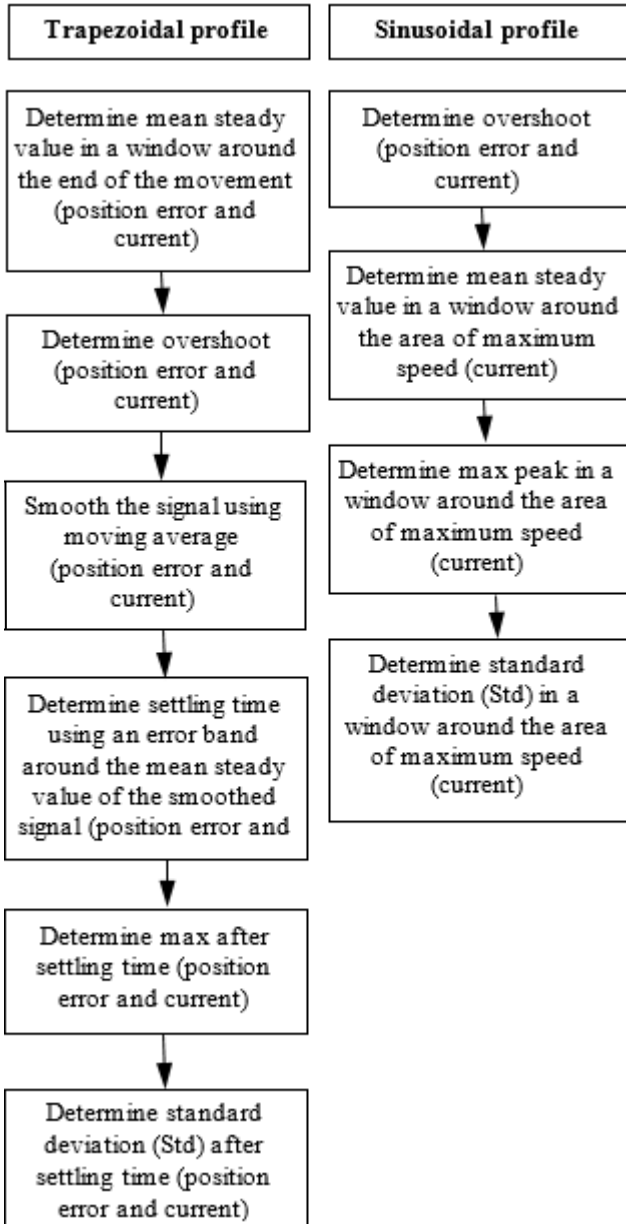 Trapezoidal profile
Determine mean steady
value in a window around
the end of the movement
(position error and
current)
Determine overshoot
(position error and
current)
Smooth the signal using
moving average
(position error and
current)
Determine settling time
using an error band
around the mean steady
value of the smoothed
signal (position error and
Determine max after
settling time (position
error and current)
Determine standard
deviation (Std) after
settling time (position
error and current)
Sinusoidal profile
Determine overshoot
(position error and
current)
Determine mean steady
value in a window around
the area of maximum
speed (current)
Determine max peak in a
window around the area
of maximum speed
(current)
Determine standard
deviation (Std) in a
window around the area
of maximum speed
(current)